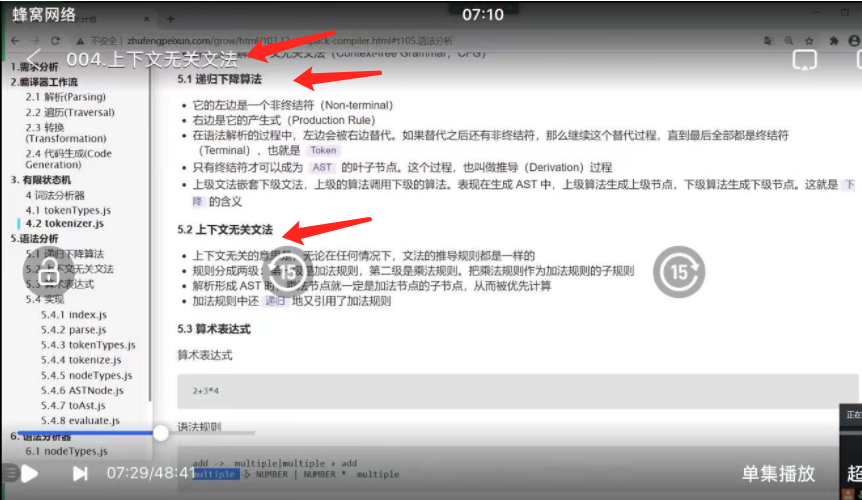 蜂窝网络
07:10
不安全 zhufengpeixun.com/grow/html/103.1
pack-compiler.html#t105.语法分析
004.上下文无关文法
文无关文法（Context-free Grammar, CFG）
1.需求分析
2.编译器工作流
2.1 解析(Parsing)
2.2 遍历(Traversal)
2.3 转换
(Transformation)
2.4 代码生成(Code
Generation)
3. 有限状态机
4 词法分析器
4.1 tokenTypes.js
4.2 tokenizer.js
5.语法分析
5.1 递归下降算法
5.2 上下文无关文法
5.3 算术表达式
5.4 实现
5.4.1 index.js
5.4.2 parse.js
5.4.3 tokenTypes.js
5.4.4 tokenize.js
5.4.5 nodeTypes.js
5.4.6 ASTNode.js
5.4.7 toAst.js
5.4.8 evaluate.js
6. 语法分析器
6.1 nodeTypes.js
5.1 递归下降算法
它的左边是一个非终结符（Non-terminal）
右边是它的产生式（Production Rule）
在语法解析的过程中，左边会被右边替代。如果替代之后还有非终结符，那么继续这个替代过程，直到最后全部都是终结符
（Terminal），也就是 Token
只有终结符才可以成为 AST 的叶子节点。这个过程，也叫做推导（Derivation）过程
上级文法嵌套下级文法，上级的算法调用下级的算法。表现在生成 AST 中，上级算法生成上级节点，下级算法生成下级节点。这就是 下
降 的含义
5.2 上下文无关文法
上下文无关的意思是，无论在任何情况下，文法的推导规则都是一样的
规则分成两级：第一级是加法规则，第二级是乘法规则。把乘法规则作为加法规则的子规则
解析形成 AST 时，乘法节点就一定是加法节点的子节点，从而被优先计算
加法规则中还 递归 地又引用了加法规则
15
15
5.3 算术表达式
算术表达式
2+3*4
语法规则
add -> multiple|multiple + add
multiple -> NUMBER | NUMBER * multiple
正在
07:29/48:41
单集播放
超